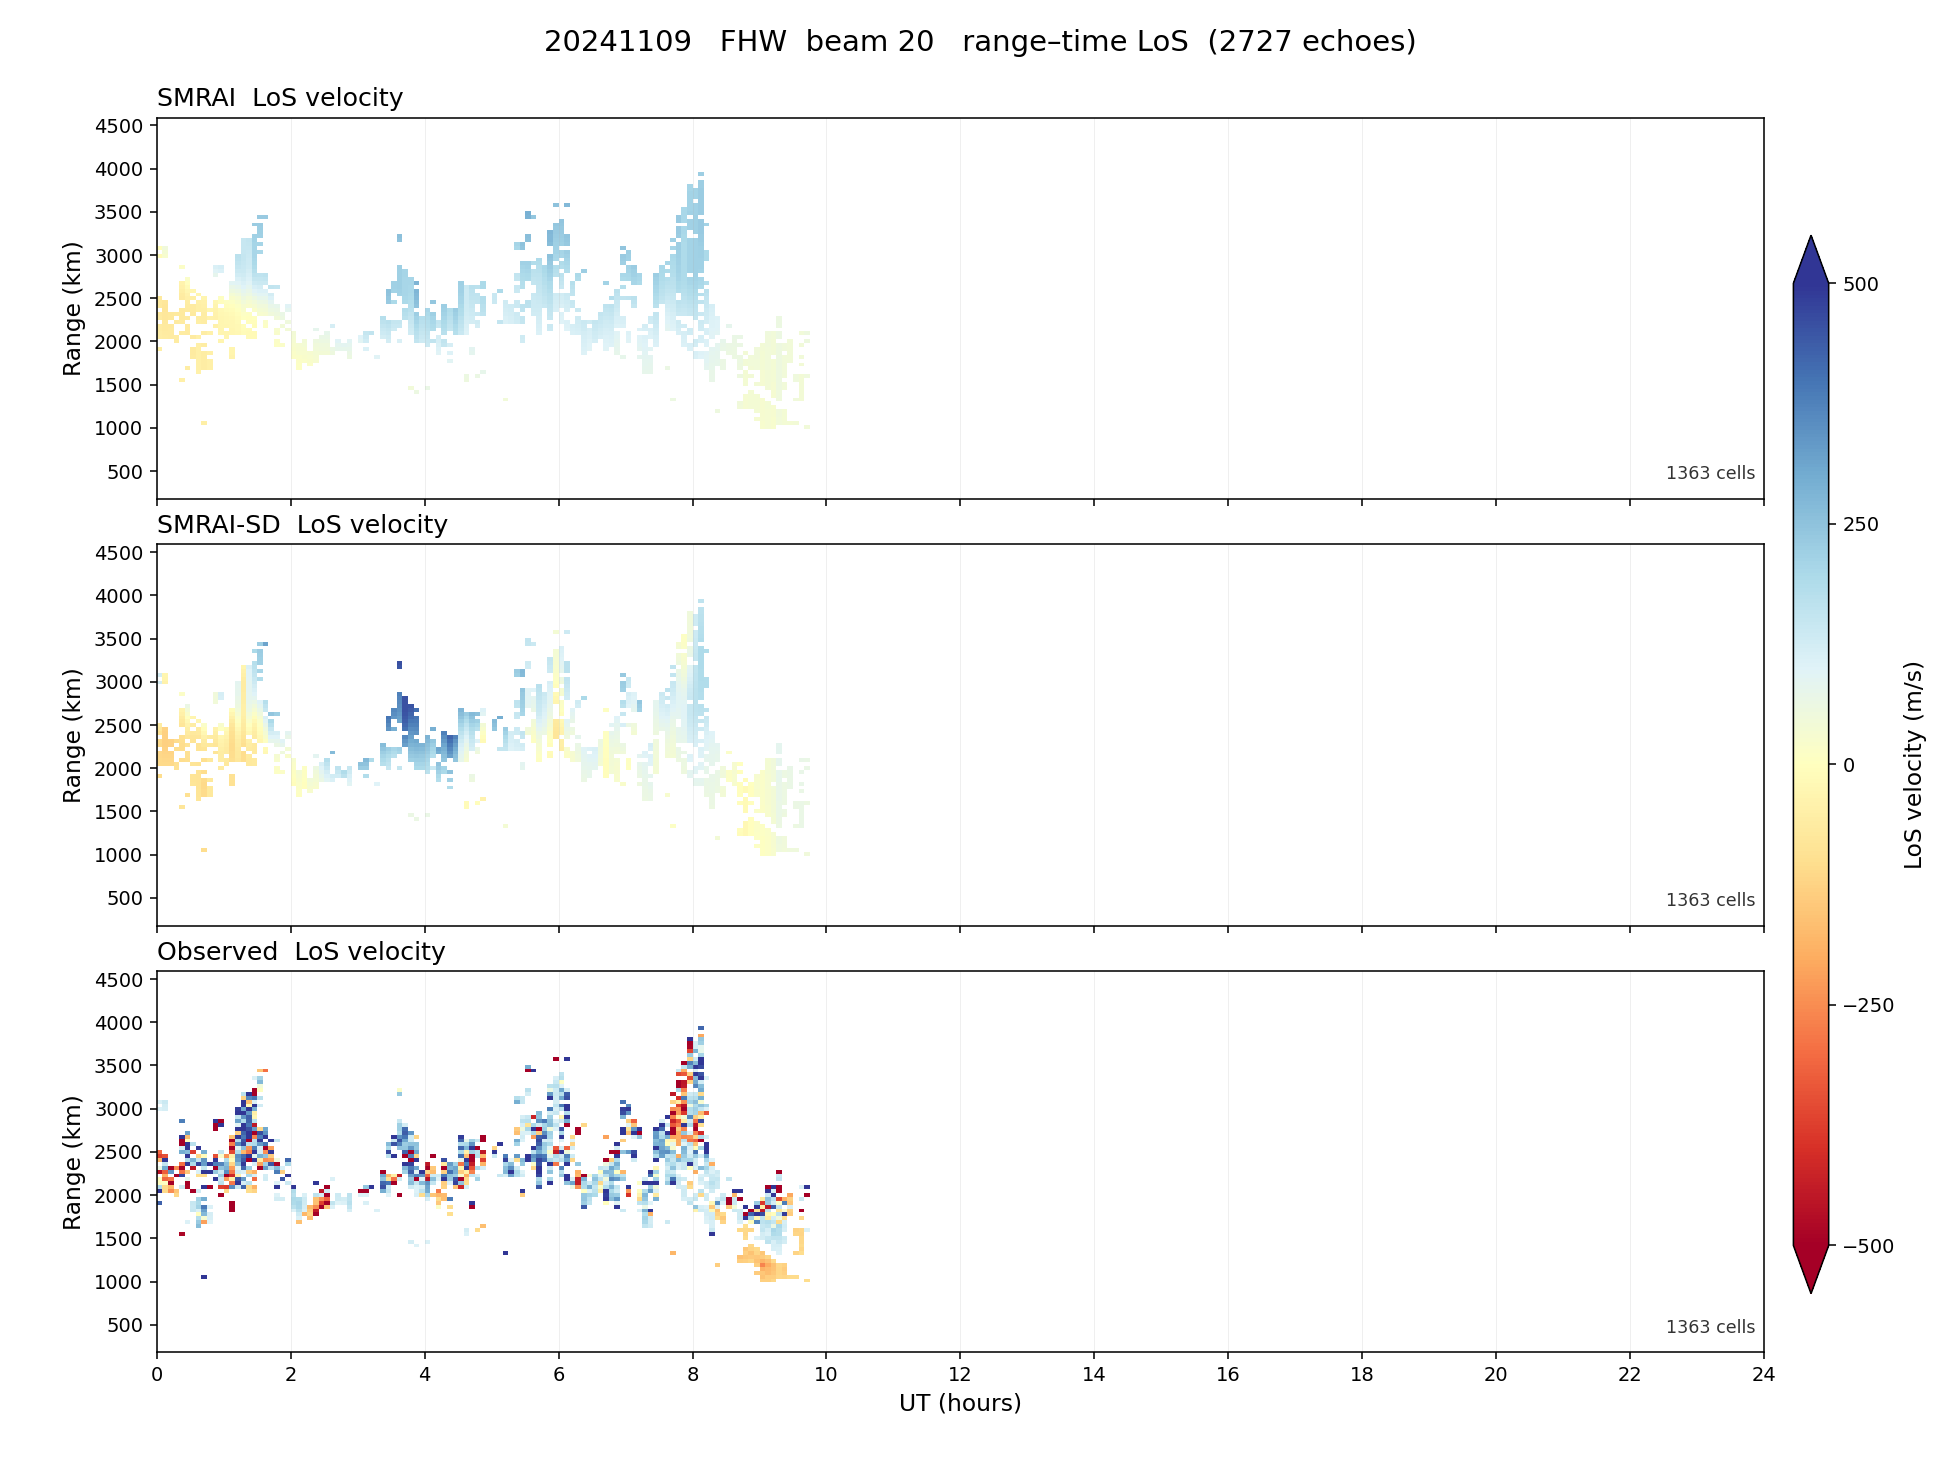 20241109 FHW beam 20 range–time LoS (2727 echoes)
SMRAI LoS velocity
4500
4000
3500
3000
2500
2000
1500
1000
500
Range (km)
1363 cells
SMRAI-SD LoS velocity
4500
4000
3500
3000
2500
2000
1500
1000
500
Range (km)
1363 cells
Observed LoS velocity
4500
4000
3500
3000
2500
2000
1500
1000
500
Range (km)
1363 cells
0 2 4 6 8 10 12 14 16 18 20 22 24
UT (hours)
500
250
0
−250
−500
LoS velocity (m/s)